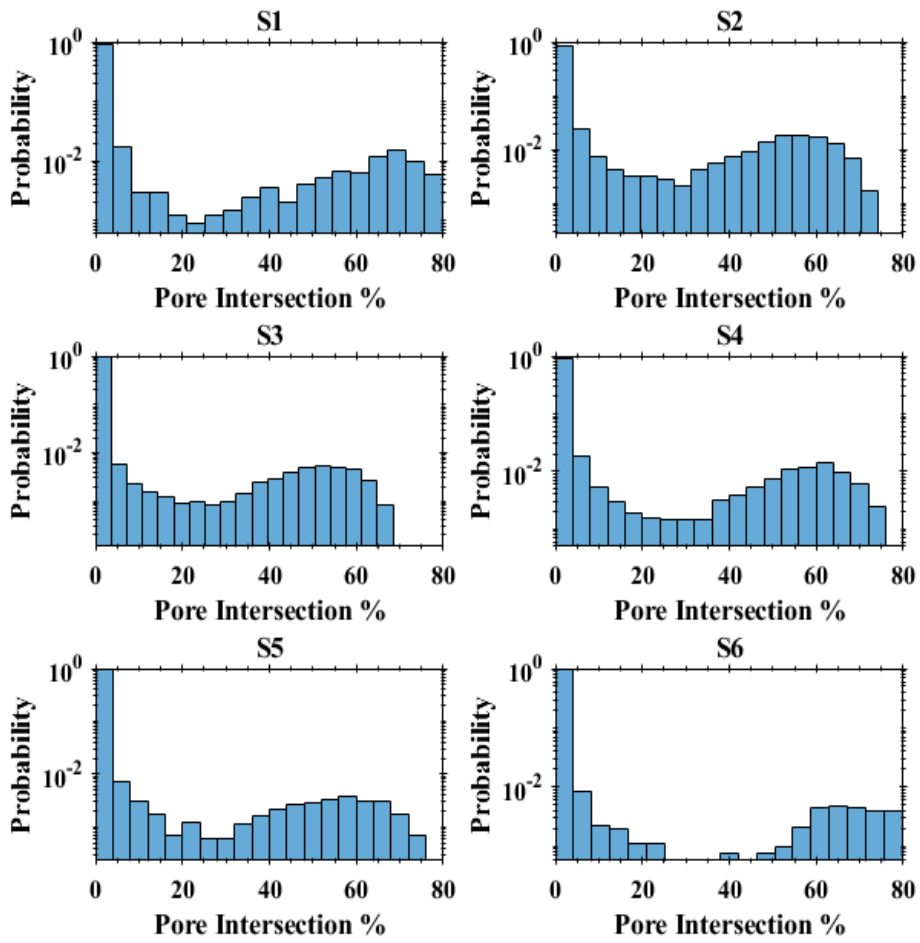 S1
10^0
10^-2
Probability
0 20 40 60 80
Pore Intersection %
S2
10^0
10^-2
Probability
0 20 40 60 80
Pore Intersection %
S3
10^0
10^-2
Probability
0 20 40 60 80
Pore Intersection %
S4
10^0
10^-2
Probability
0 20 40 60 80
Pore Intersection %
S5
10^0
10^-2
Probability
0 20 40 60 80
Pore Intersection %
S6
10^0
10^-2
Probability
0 20 40 60 80
Pore Intersection %